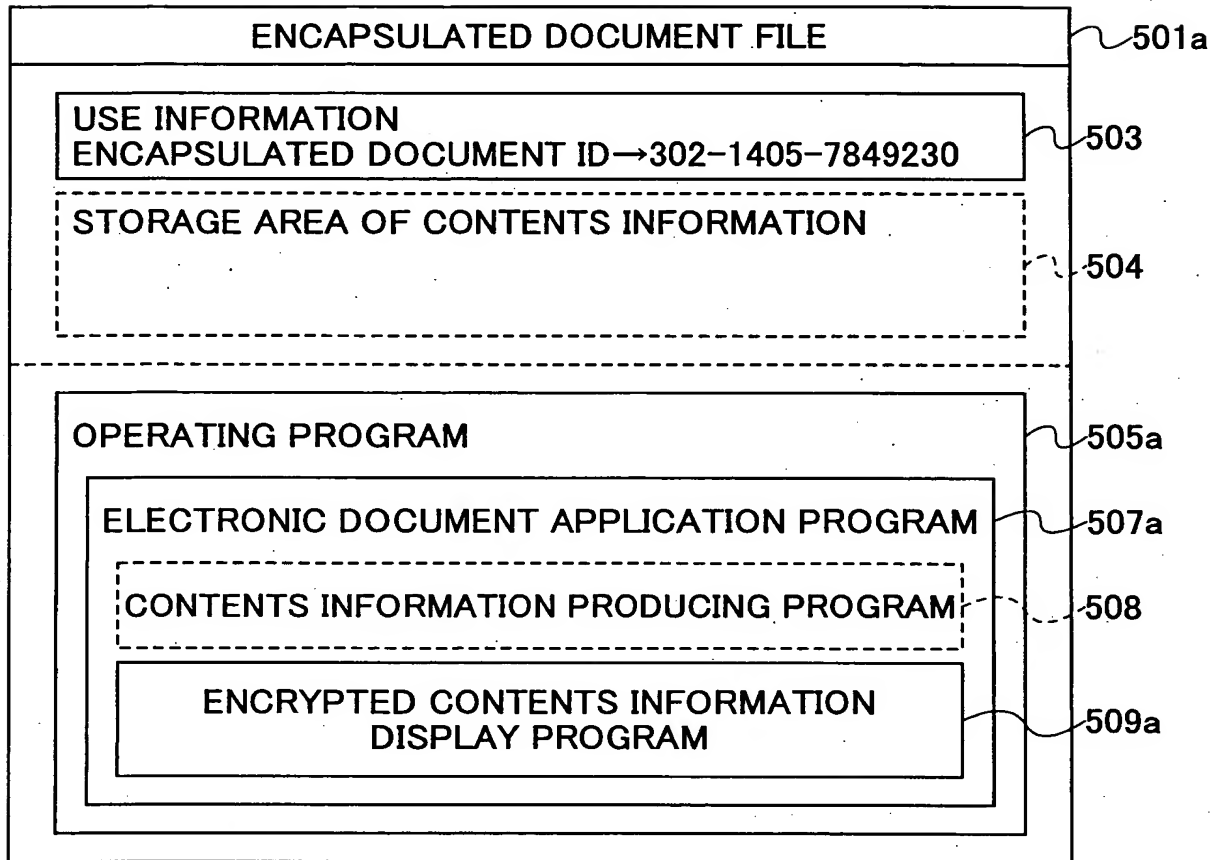 ENCAPSULATED DOCUMENT FILE
501a
USE INFORMATION
ENCAPSULATED DOCUMENT ID→302-1405-7849230
503
STORAGE AREA OF CONTENTS INFORMATION
504
OPERATING PROGRAM
505a
ELECTRONIC DOCUMENT APPLICATION PROGRAM
507a
CONTENTS INFORMATION PRODUCING PROGRAM
508
ENCRYPTED CONTENTS INFORMATION
DISPLAY PROGRAM
509a